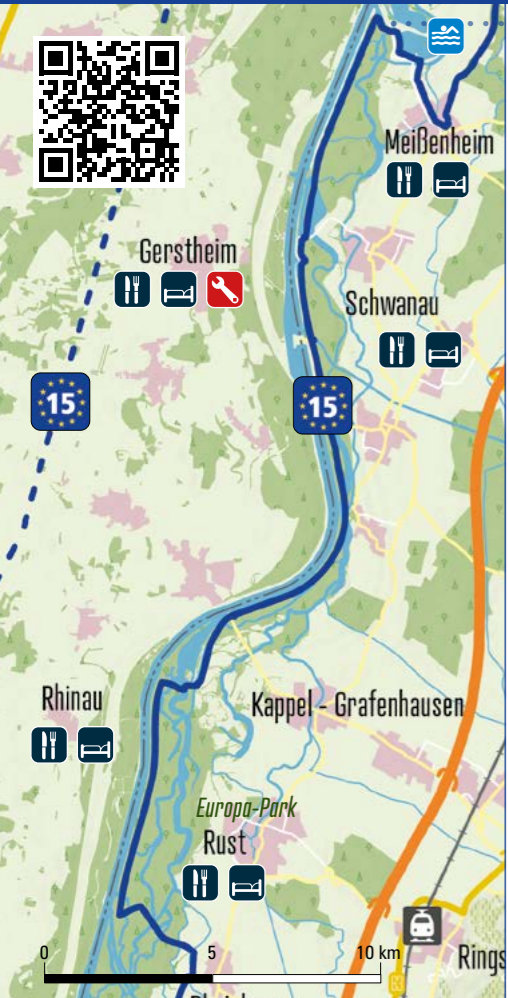 Meißenheim
Gerstheim
Schwanau
15
15
Rhinau
Kappel - Grafenhausen
Europa-Park
Rust
0 5 10 km
Rings